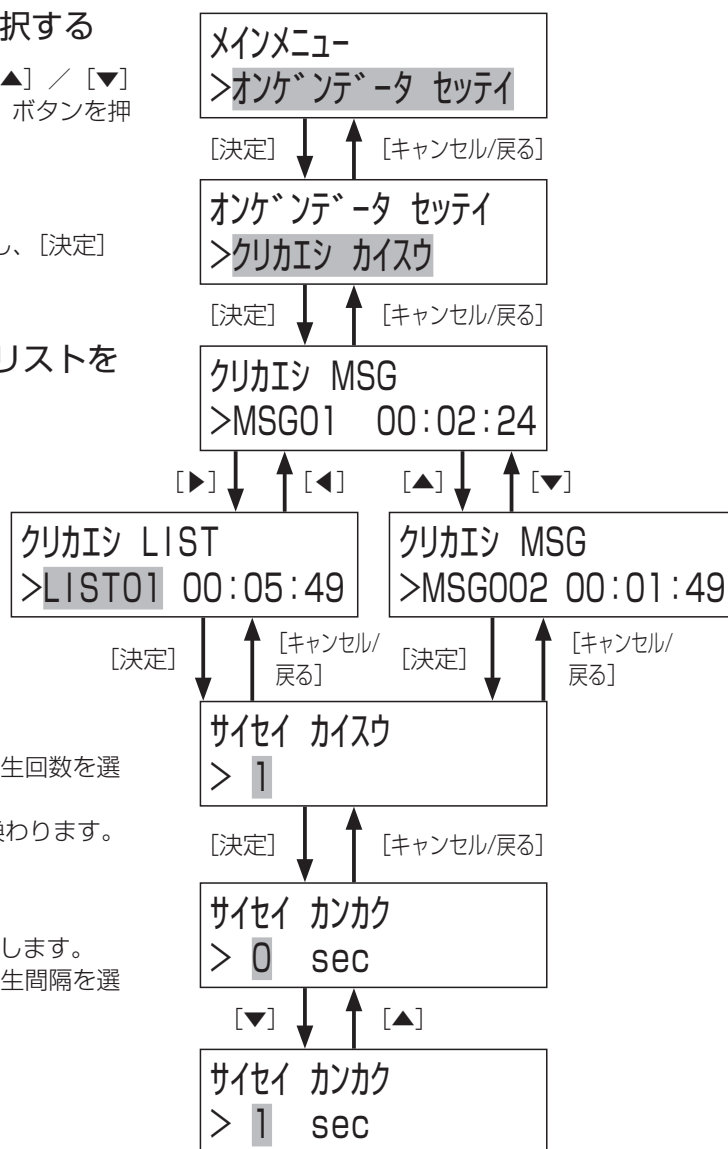 択する
メインメニュー
>オンゲンデータ セッテイ
▲］／［▼］
ボタンを押
［決定］
［キャンセル/戻る］
オンゲンデータ セッテイ
>クリカエシ カイスウ
し、［決定］
［決定］
［キャンセル/戻る］
リストを
クリカエシ MSG
>MSG01 00:02:24
［▶］
［◀］
［▲］
［▼］
クリカエシ LIST
>LIST01 00:05:49
クリカエシ MSG
>MSG002 00:01:49
［決定］
［キャンセル/
戻る］
［決定］
［キャンセル/
戻る］
サイセイ カイスウ
> 1
生回数を選
換わります。
［決定］
［キャンセル/戻る］
サイセイ カンカク
> 0 sec
します。
生間隔を選
［▼］
［▲］
サイセイ カンカク
> 1 sec